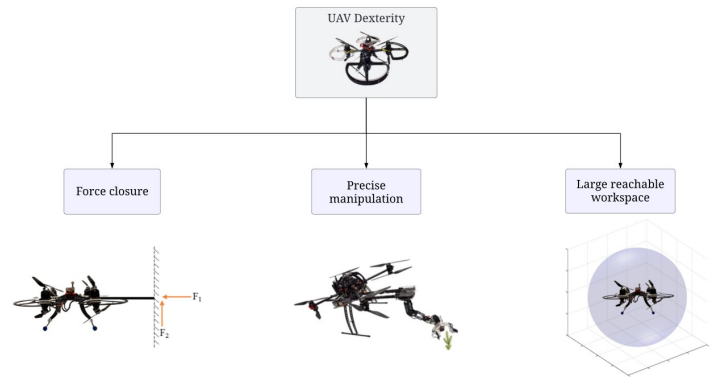 UAV Dexterity
Force closure
Precise
manipulation
Large reachable
workspace
F₁
F₂